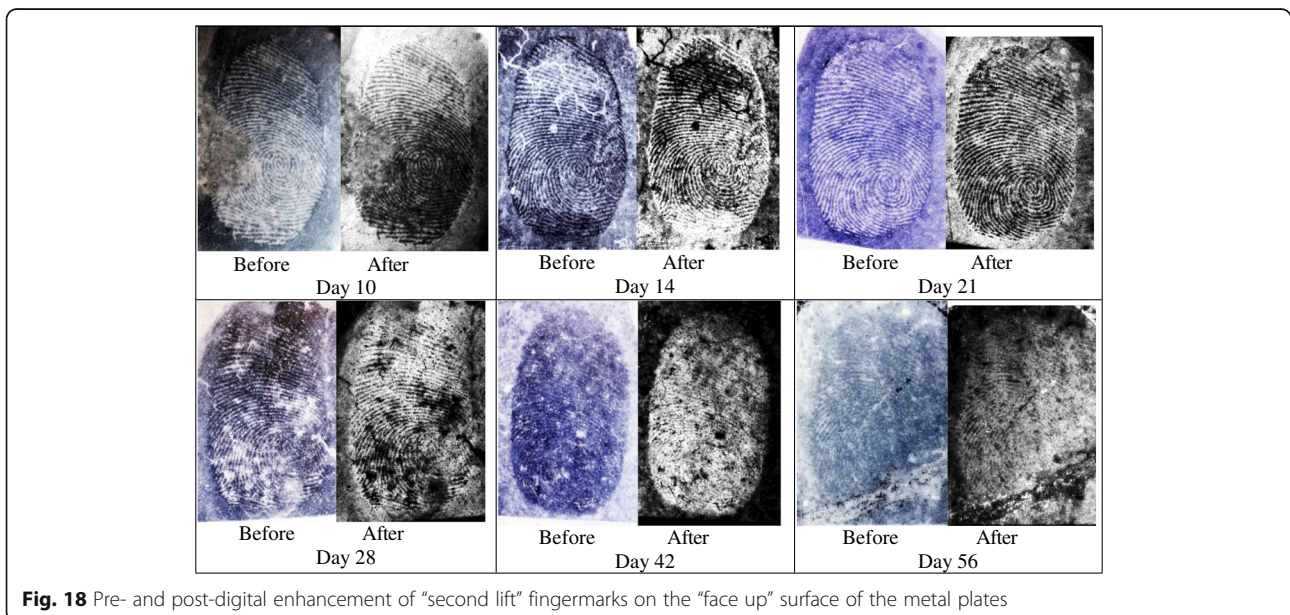 Before After Before After Before After
Day 10 Day 14 Day 21
Before After Before After Before After
Day 28 Day 42 Day 56
Fig. 18 Pre- and post-digital enhancement of “second lift” fingermarks on the “face up” surface of the metal plates